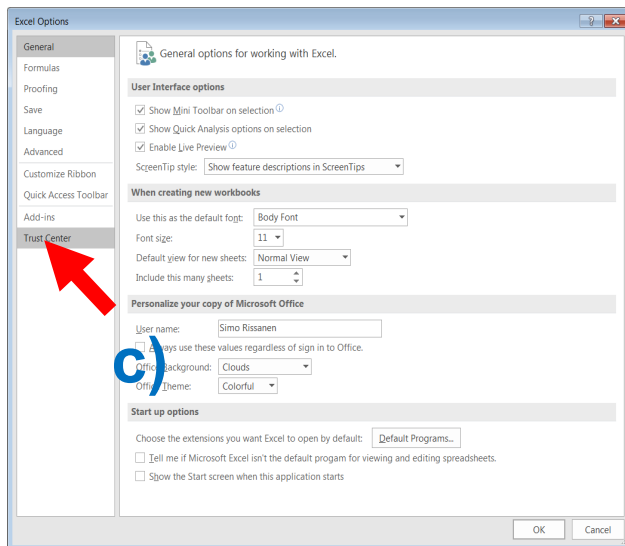 Excel Options
General
Formulas
Proofing
Save
Language
Advanced
Customize Ribbon
Quick Access Toolbar
Add-ins
Trust Center
General options for working with Excel.
User Interface options
Show Mini Toolbar on selection
Show Quick Analysis options on selection
Enable Live Preview
ScreenTip style: Show feature descriptions in ScreenTips
When creating new workbooks
Use this as the default font: Body Font
Font size: 11
Default view for new sheets: Normal View
Include this many sheets: 1
Personalize your copy of Microsoft Office
User name: Simo Rissanen
Always use these values regardless of sign in to Office.
c)
Office Background: Clouds
Office Theme: Colorful
Start up options
Choose the extensions you want Excel to open by default: Default Programs...
Tell me if Microsoft Excel isn't the default progam for viewing and editing spreadsheets.
Show the Start screen when this application starts
OK Cancel